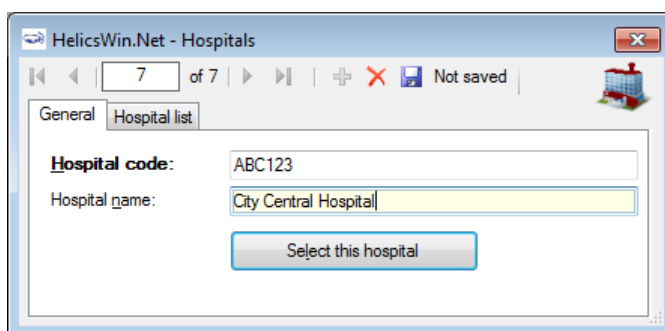 HelicsWin.Net - Hospitals
7 of 7 Not saved
General Hospital list
Hospital code: ABC123
Hospital name: City Central Hospital
Select this hospital